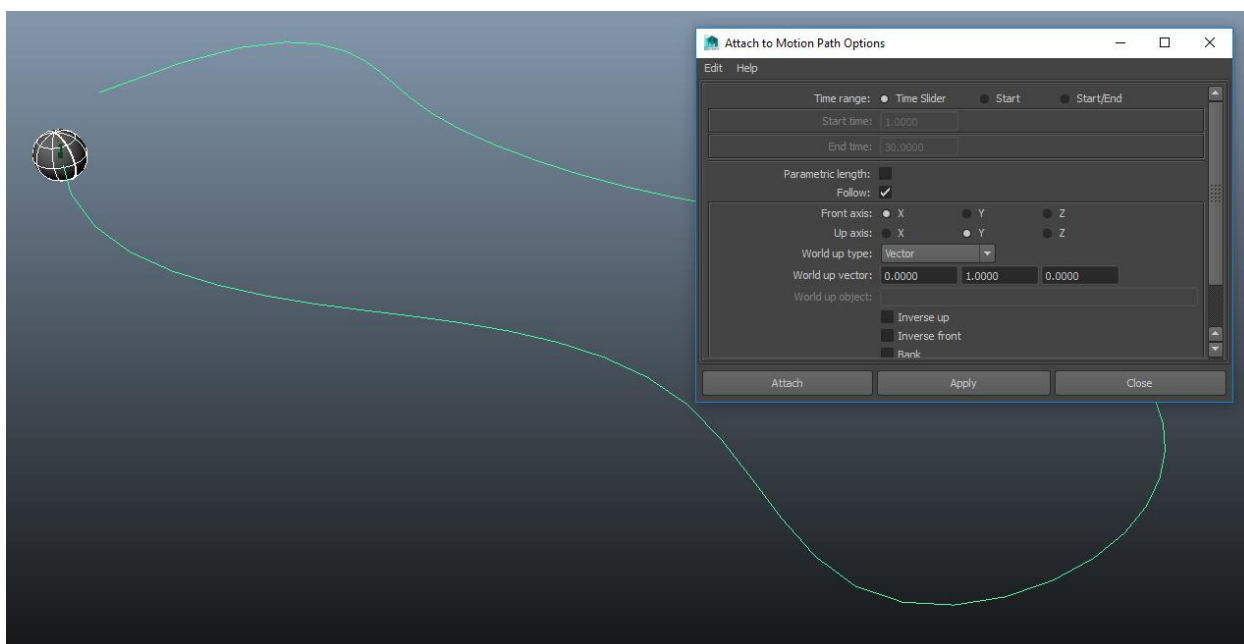 Attach to Motion Path Options
Edit Help
Time range: Time Slider Start Start/End
Start time: 1.0000
End time: 30.0000
Parametric length:
Follow:
Front axis: X Y Z
Up axis: X Y Z
World up type: Vector
World up vector: 0.0000 1.0000 0.0000
World up object:
Inverse up
Inverse front
Bank
Attach Apply Close